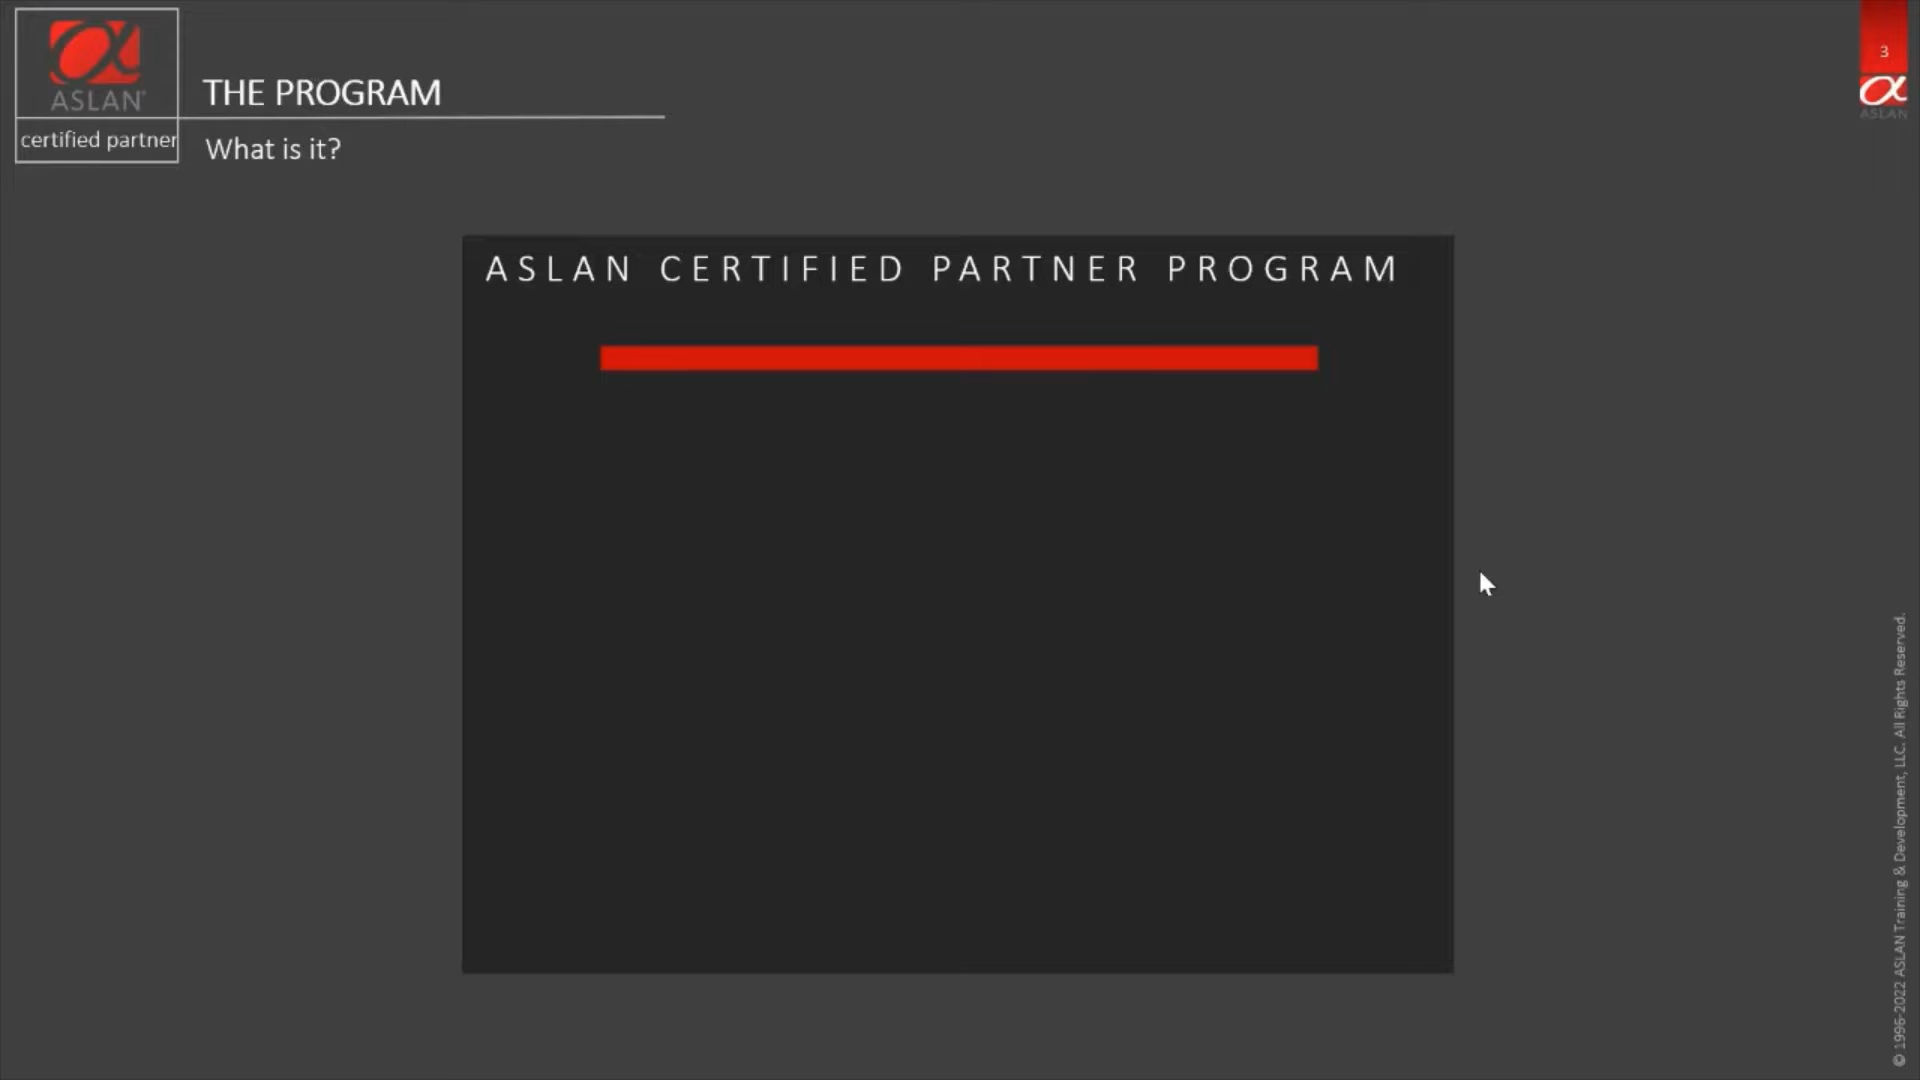 ASLAN
certified partner
THE PROGRAM
What is it?
3
ASLAN
ASLAN CERTIFIED PARTNER PROGRAM
© 1996-2022 ASLAN Training & Development, LLC. All Rights Reserved.